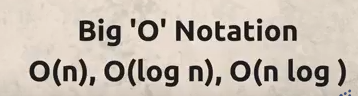 Big 'O' Notation
O(n), O(log n), O(n log )